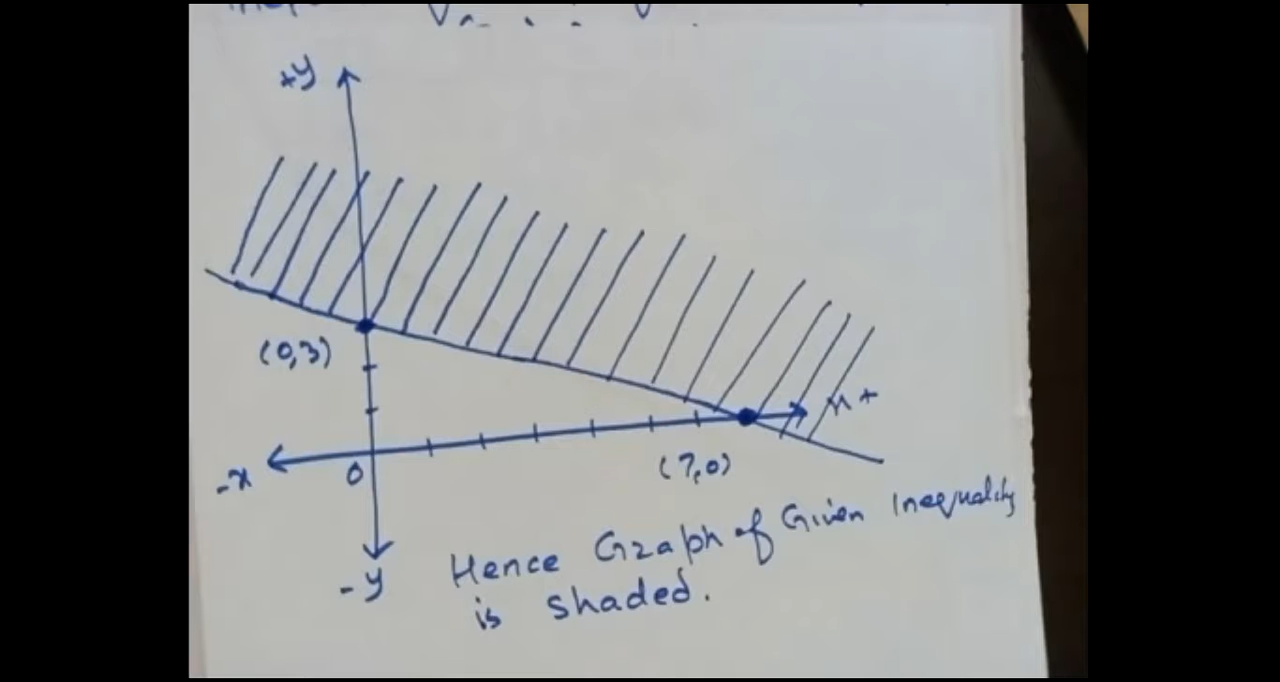 +y
(0,3)
x+
-x
0
(7,0)
-y
Hence Graph of Given Inequality
is shaded.